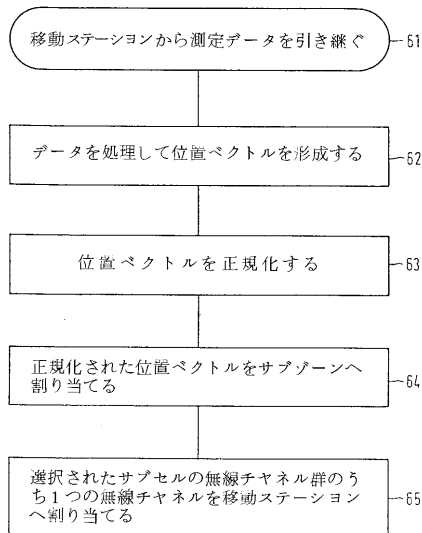 移動ステーションから測定データを引き継ぐ
61
データを処理して位置ベクトルを形成する
62
位置ベクトルを正規化する
63
正規化された位置ベクトルをサブゾーンへ
割り当てる
64
選択されたサブセルの無線チャネル群のう
ち1つの無線チャネルを移動ステーション
へ割り当てる
65